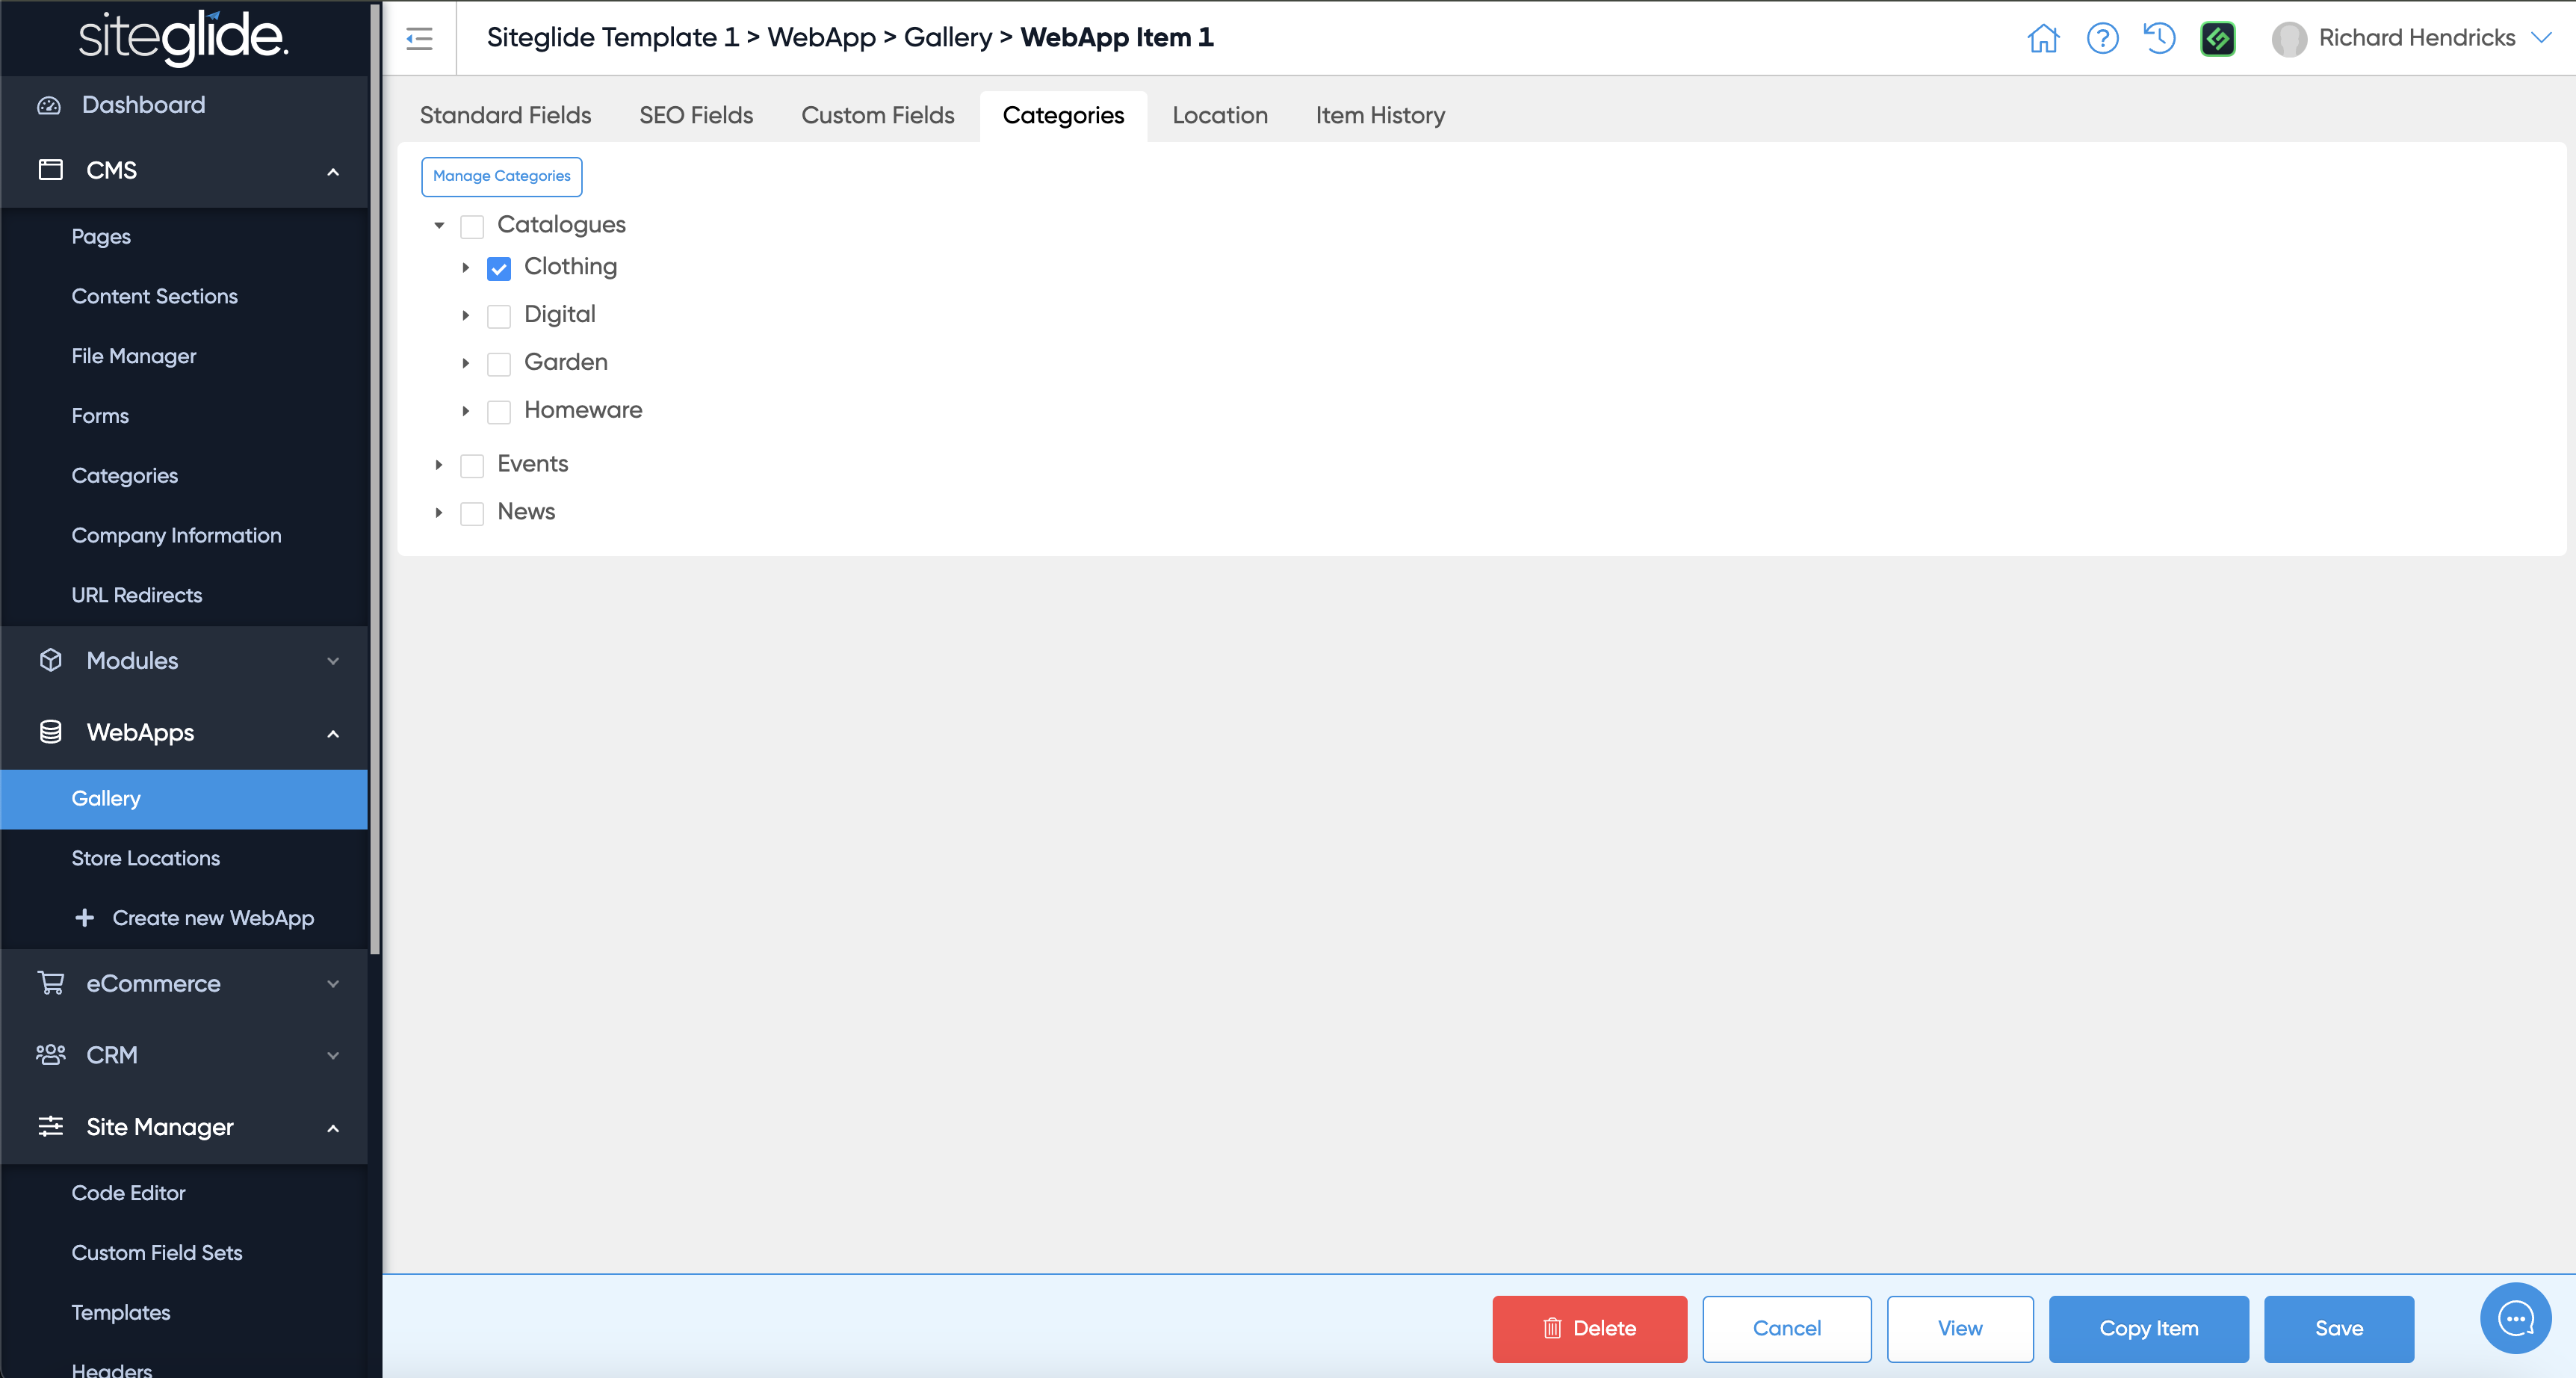 siteglide.
Siteglide Template 1 > WebApp > Gallery > WebApp Item 1
Richard Hendricks
Dashboard
CMS
Pages
Content Sections
File Manager
Forms
Categories
Company Information
URL Redirects
Modules
WebApps
Gallery
Store Locations
+ Create new WebApp
eCommerce
CRM
Site Manager
Code Editor
Custom Field Sets
Templates
Headers
Standard Fields
SEO Fields
Custom Fields
Categories
Location
Item History
Manage Categories
Catalogues
Clothing
Digital
Garden
Homeware
Events
News
Delete
Cancel
View
Copy Item
Save